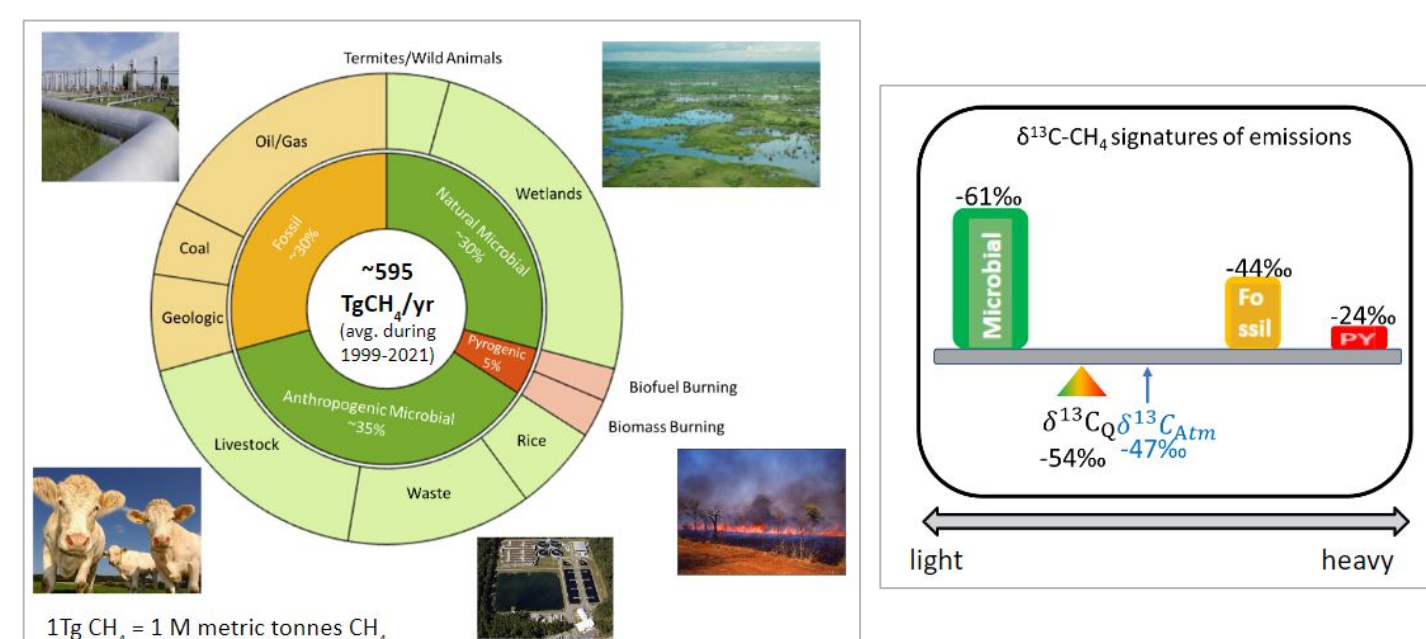 Termites/Wild Animals
Oil/Gas
Wetlands
Coal
Geologic
Fossil
~30%
Natural Microbial
~30%
~595
TgCH₄/yr
(avg. during
1999-2021)
Pyrogenic
5%
Anthropogenic Microbial
~35%
Biofuel Burning
Biomass Burning
Livestock
Rice
Waste
1Tg CH₄ = 1 M metric tonnes CH₄
δ¹³C-CH₄ signatures of emissions
-61‰
Microbial
-44‰
Fo
ssil
-24‰
PY
δ¹³C_Q δ¹³C_Atm
-54‰ -47‰
light heavy